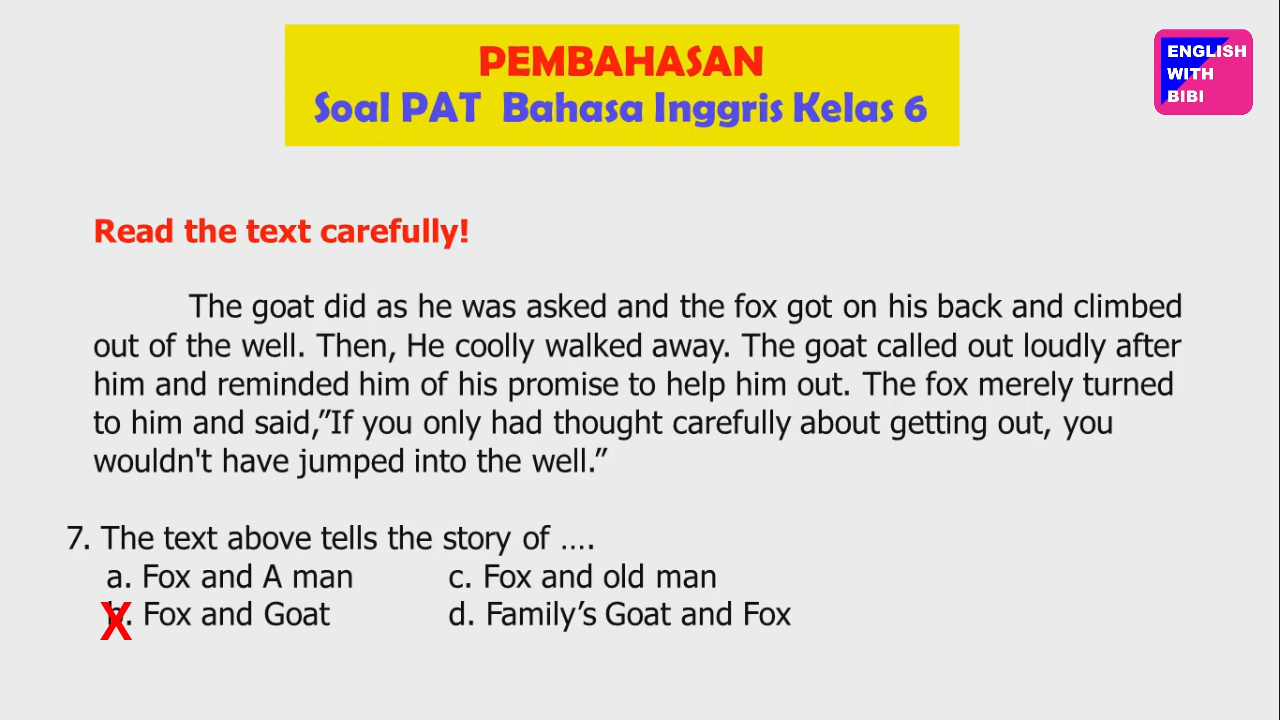 PEMBAHASAN
Soal PAT Bahasa Inggris Kelas 6
ENGLISH
WITH
BIBI
Read the text carefully!
The goat did as he was asked and the fox got on his back and climbed
out of the well. Then, He coolly walked away. The goat called out loudly after
him and reminded him of his promise to help him out. The fox merely turned
to him and said,”If you only had thought carefully about getting out, you
wouldn't have jumped into the well.”
7. The text above tells the story of ....
a. Fox and A man c. Fox and old man
b. Fox and Goat d. Family’s Goat and Fox